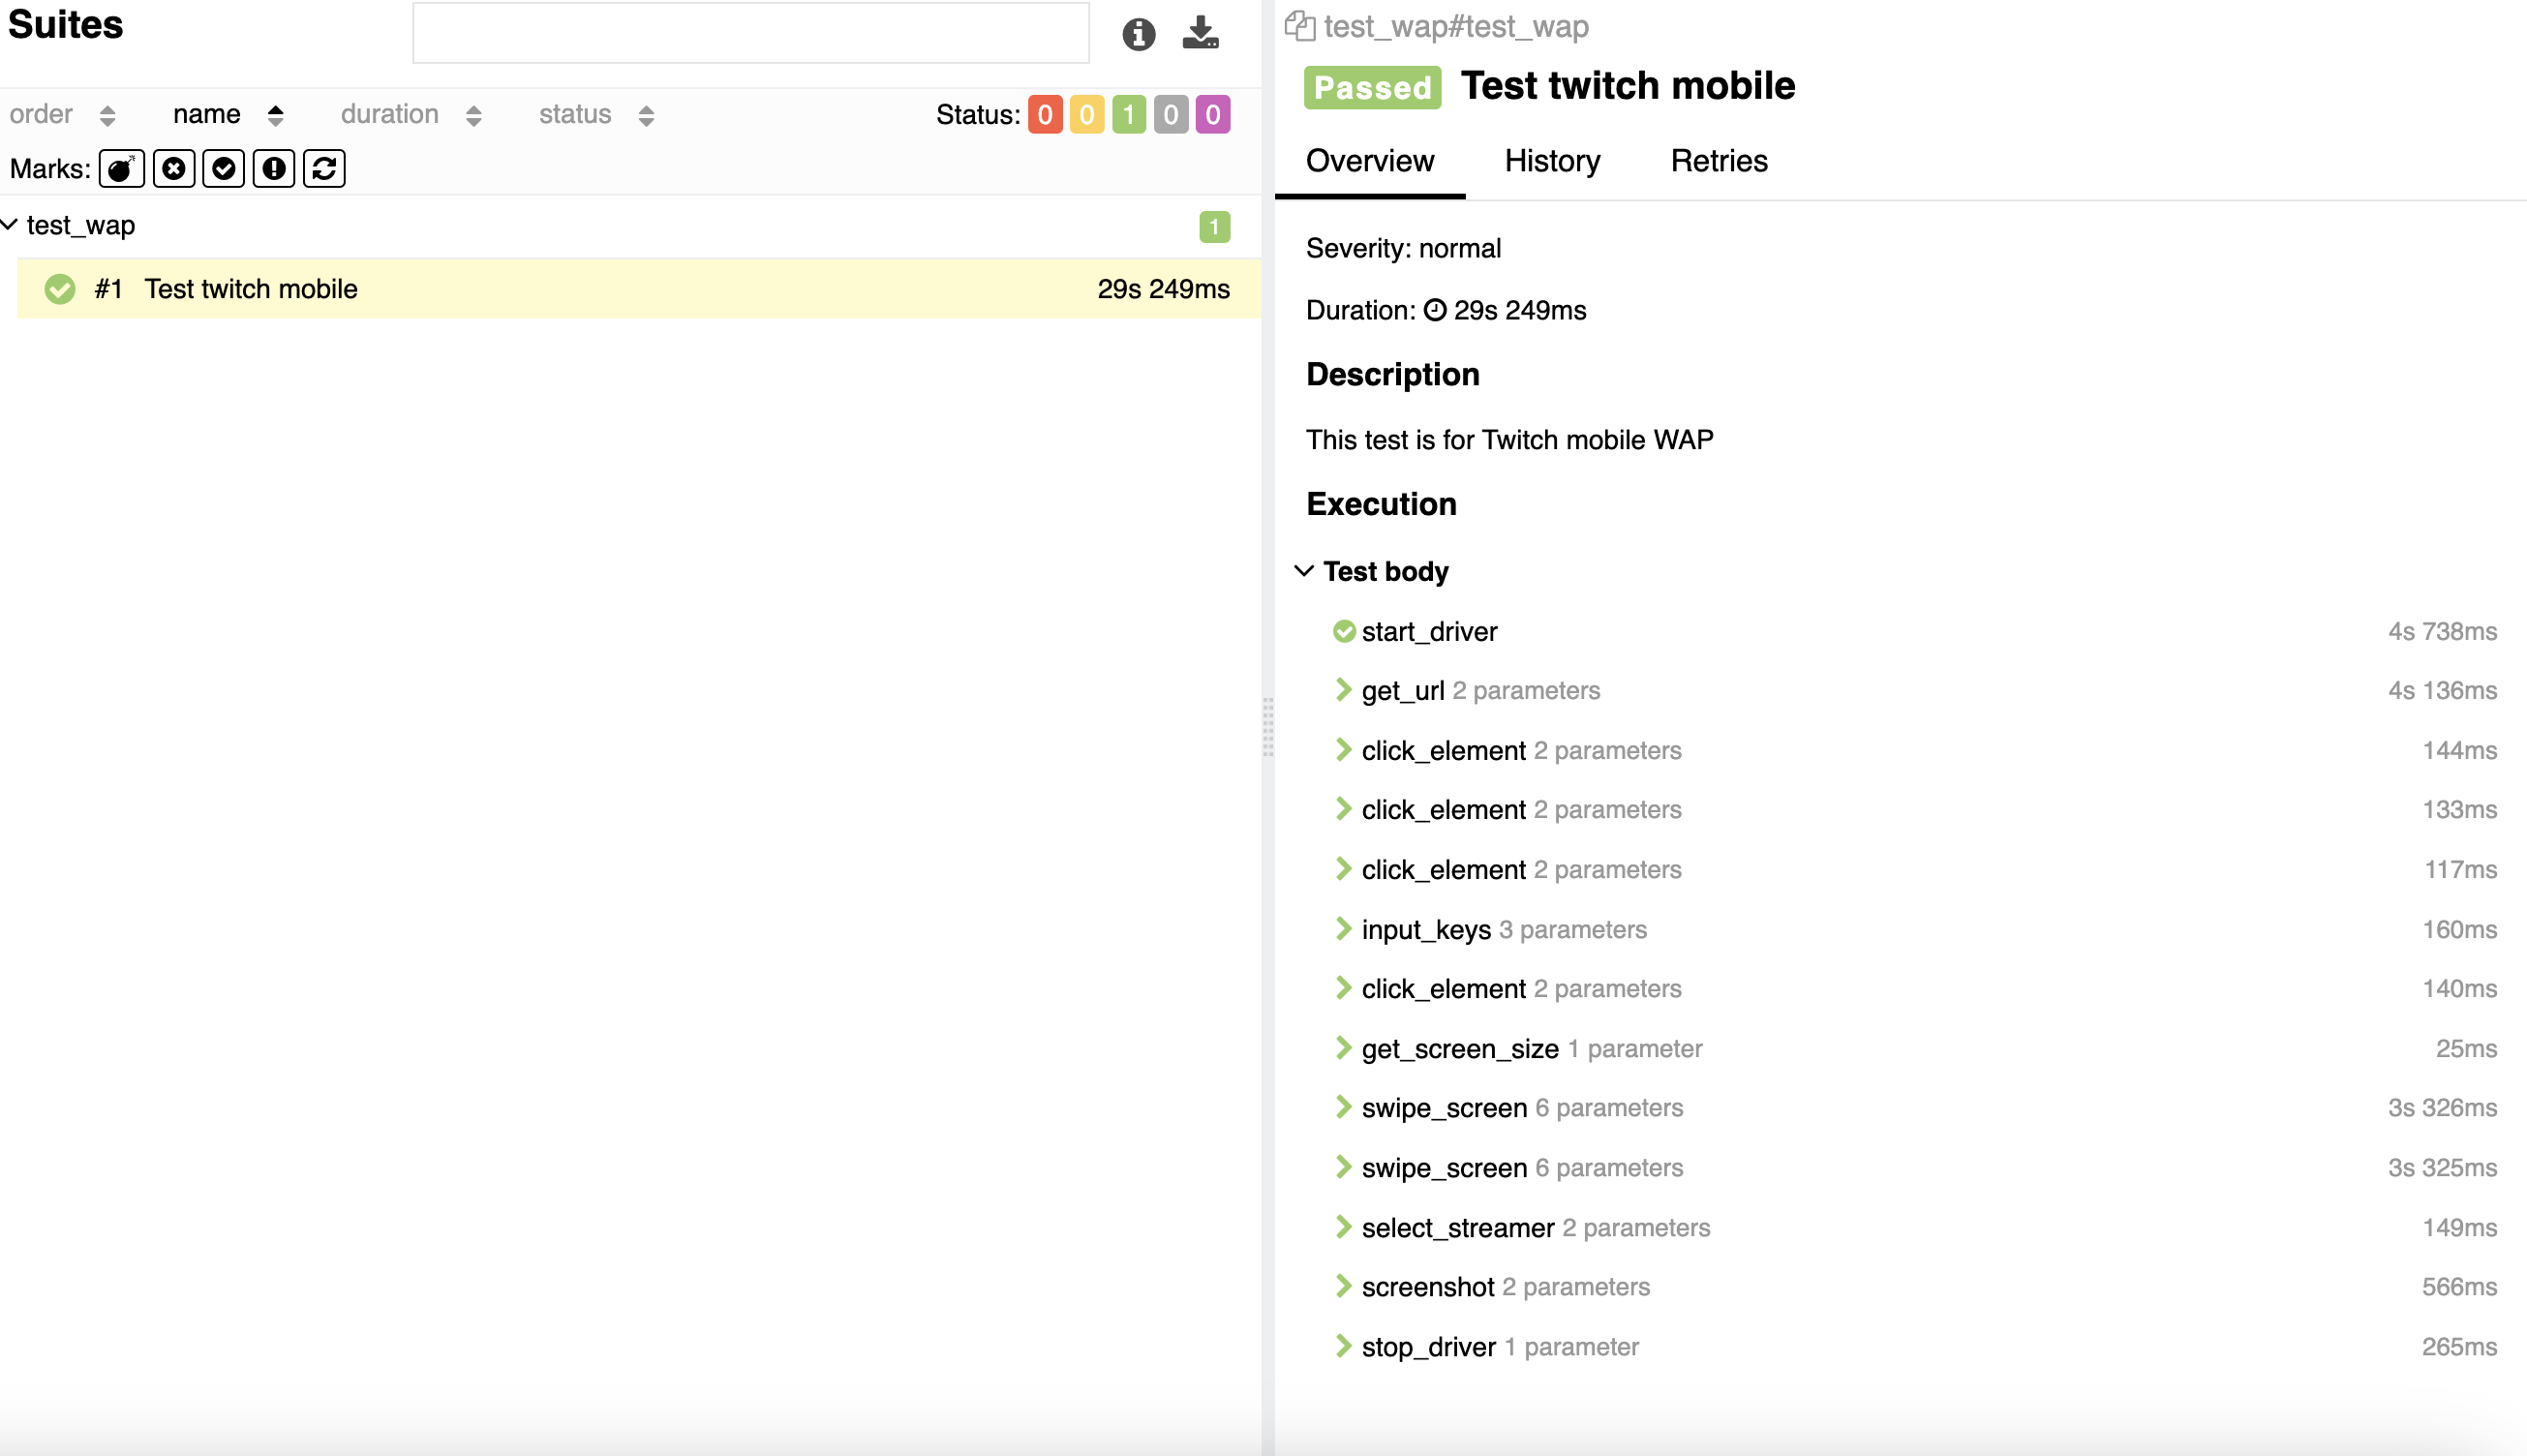 Suites
order name duration status Status: 0 0 1 0 0
Marks:
test_wap 1
#1 Test twitch mobile 29s 249ms
test_wap#test_wap
Passed Test twitch mobile
Overview History Retries
Severity: normal
Duration: 29s 249ms
Description
This test is for Twitch mobile WAP
Execution
Test body
start_driver 4s 738ms
get_url 2 parameters 4s 136ms
click_element 2 parameters 144ms
click_element 2 parameters 133ms
click_element 2 parameters 117ms
input_keys 3 parameters 160ms
click_element 2 parameters 140ms
get_screen_size 1 parameter 25ms
swipe_screen 6 parameters 3s 326ms
swipe_screen 6 parameters 3s 325ms
select_streamer 2 parameters 149ms
screenshot 2 parameters 566ms
stop_driver 1 parameter 265ms